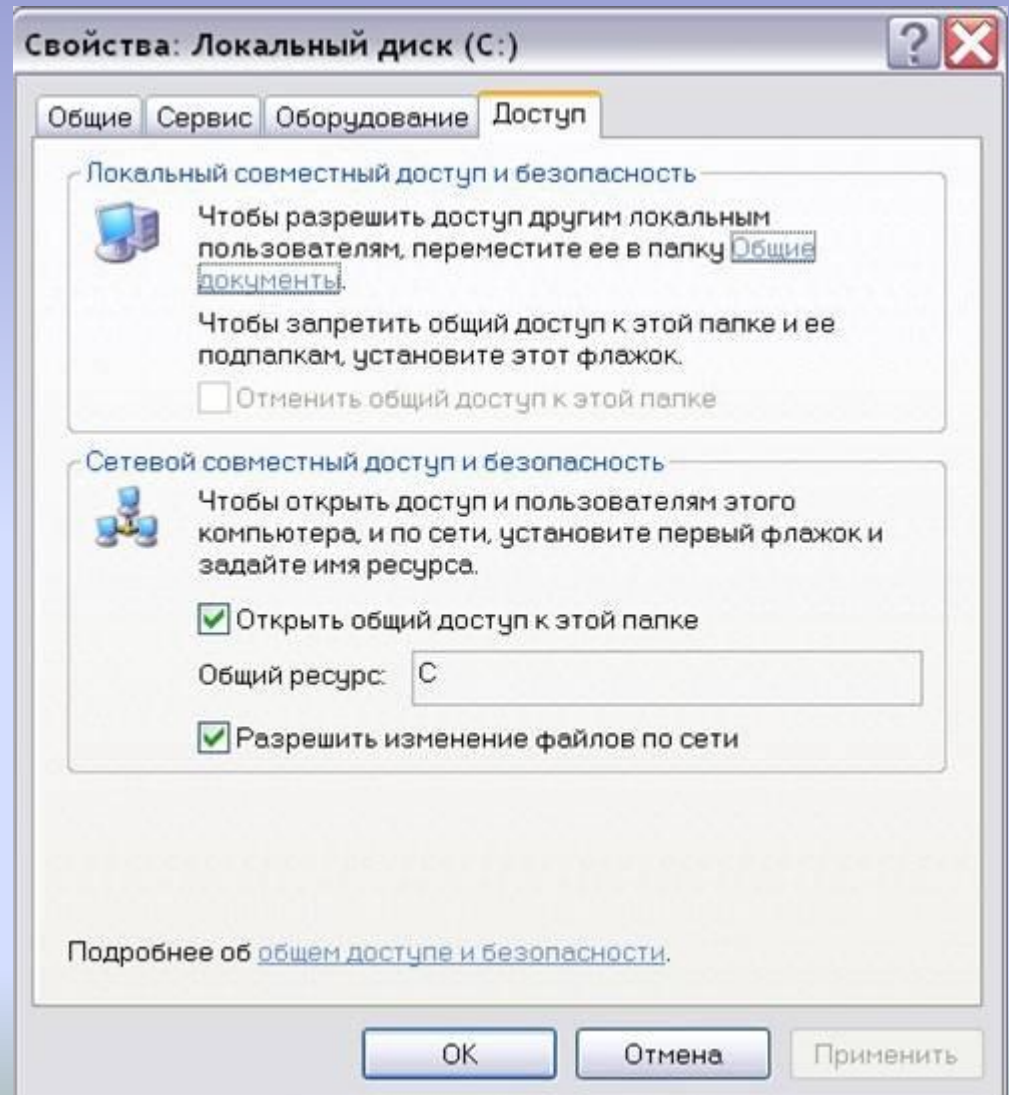 Свойства: Локальный диск (C:)
Общие Сервис Оборудование Доступ
Локальный совместный доступ и безопасность
Чтобы разрешить доступ другим локальным
пользователям, переместите ее в папку Общие
документы.
Чтобы запретить общий доступ к этой папке и ее
подпапкам, установите этот флажок.
Отменить общий доступ к этой папке
Сетевой совместный доступ и безопасность
Чтобы открыть доступ и пользователям этого
компьютера, и по сети, установите первый флажок и
задайте имя ресурса.
Открыть общий доступ к этой папке
Общий ресурс: C
Разрешить изменение файлов по сети
Подробнее об общем доступе и безопасности.
OK Отмена Применить